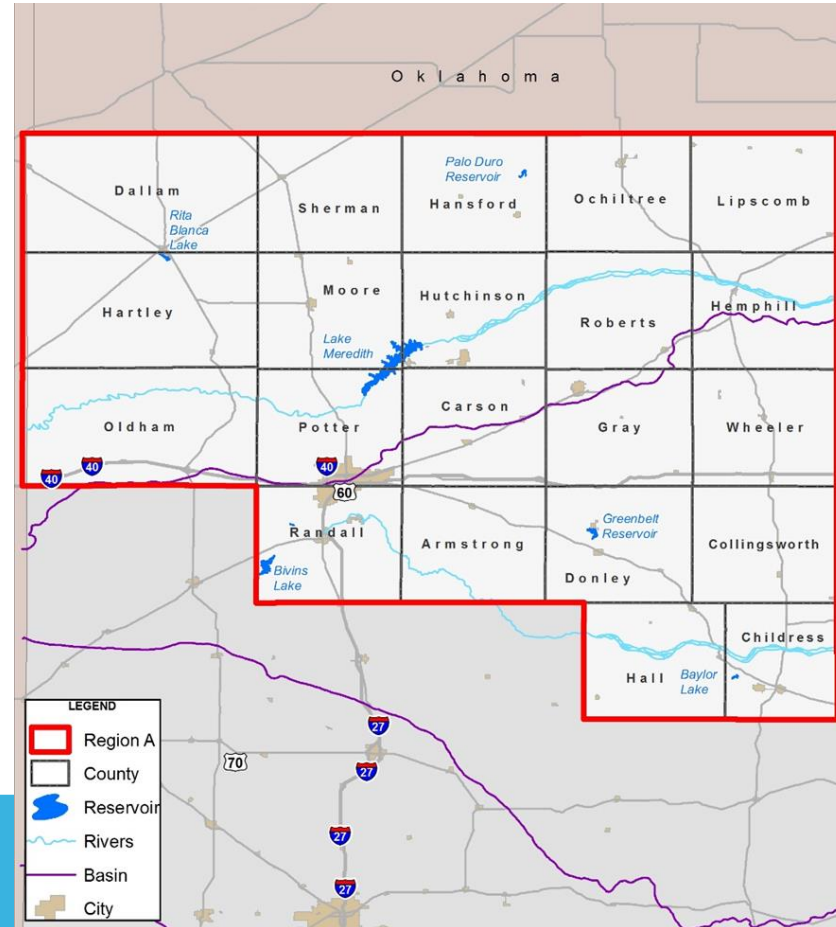 Oklahoma
Palo Duro
Reservoir
Dallam
Sherman
Hansford
Ochiltree
Lipscomb
Rita
Blanca
Lake
Hartley
Moore
Hutchinson
Roberts
Hemphill
Lake
Meredith
Oldham
Potter
Carson
Gray
Wheeler
40
40
40
60
Randall
Armstrong
Greenbelt
Reservoir
Collingsworth
Bivins
Lake
Donley
Hall
Baylor
Lake
Childress
27
70
27
27
27
LEGEND
Region A
County
Reservoir
Rivers
Basin
City